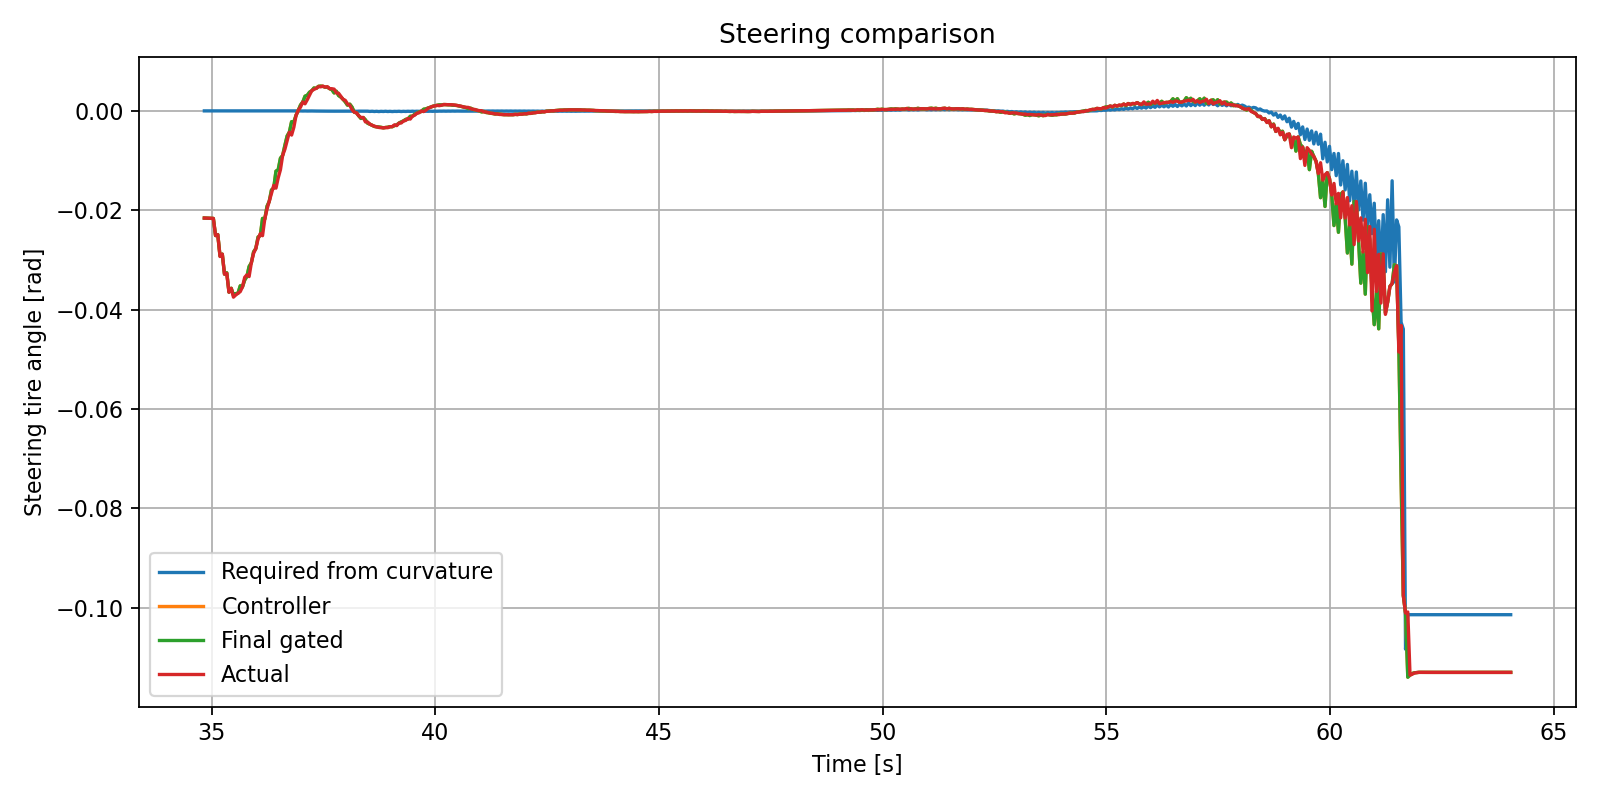 Steering comparison
Steering tire angle [rad]
0.00
−0.02
−0.04
−0.06
−0.08
−0.10
Required from curvature
Controller
Final gated
Actual
35
40
45
50
55
60
65
Time [s]